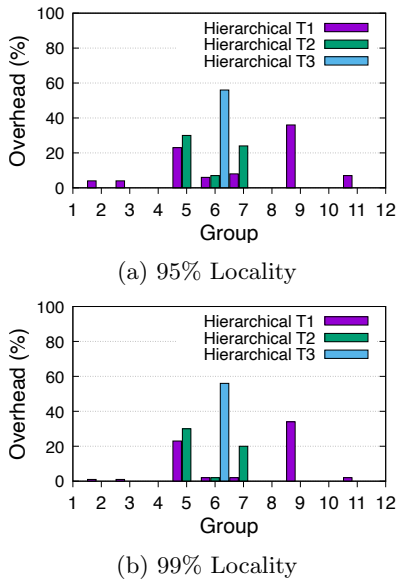 100
80
60
40
20
0
Overhead (%)
Hierarchical T1
Hierarchical T2
Hierarchical T3
1 2 3 4 5 6 7 8 9 10 11 12
Group
(a) 95% Locality
100
80
60
40
20
0
Overhead (%)
Hierarchical T1
Hierarchical T2
Hierarchical T3
1 2 3 4 5 6 7 8 9 10 11 12
Group
(b) 99% Locality